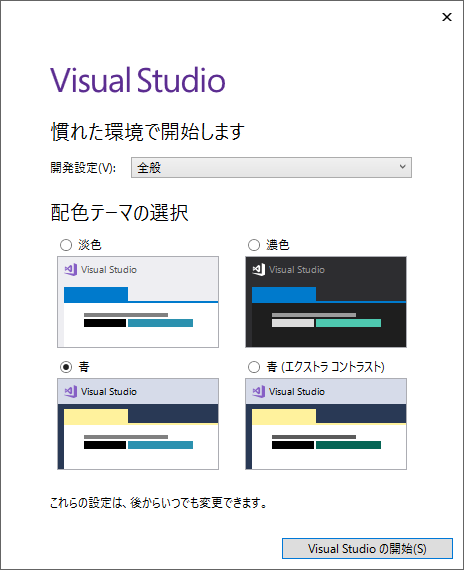 Visual Studio
慣れた環境で開始します
開発設定(V): 全般
配色テーマの選択
淡色 濃色
Visual Studio Visual Studio
青 青 (エクストラ コントラスト)
Visual Studio Visual Studio
これらの設定は、後からいつでも変更できます。
Visual Studio の開始(S)